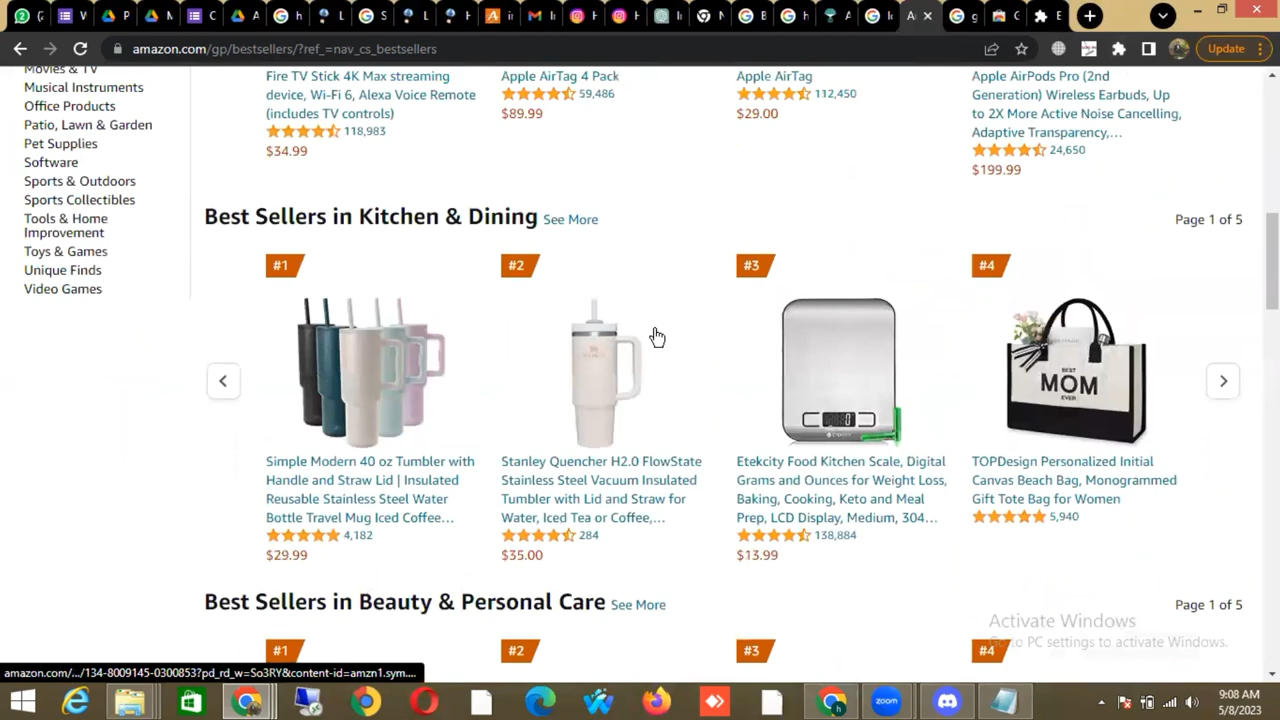 W
P
M
C
A
h
L
S
L
H
ir
Ir
N
B
h
A
Ic
A
g
C
E
amazon.com/gp/bestsellers/?ref_=nav_cs_bestsellers
Update
Movies & TV
Musical Instruments
Office Products
Patio, Lawn & Garden
Pet Supplies
Software
Sports & Outdoors
Sports Collectibles
Tools & Home
Improvement
Toys & Games
Unique Finds
Video Games
Fire TV Stick 4K Max streaming
device, Wi-Fi 6, Alexa Voice Remote
(includes TV controls)
118,983
$34.99
Apple AirTag 4 Pack
59,486
$89.99
Apple AirTag
112,450
$29.00
Apple AirPods Pro (2nd
Generation) Wireless Earbuds, Up
to 2X More Active Noise Cancelling,
Adaptive Transparency,…
24,650
$199.99
Best Sellers in Kitchen & Dining See More
Page 1 of 5
#1
#2
#3
#4
BEST
MOM
EVER
Simple Modern 40 oz Tumbler with
Handle and Straw Lid | Insulated
Reusable Stainless Steel Water
Bottle Travel Mug Iced Coffee…
4,182
$29.99
Stanley Quencher H2.0 FlowState
Stainless Steel Vacuum Insulated
Tumbler with Lid and Straw for
Water, Iced Tea or Coffee,…
284
$35.00
Etekcity Food Kitchen Scale, Digital
Grams and Ounces for Weight Loss,
Baking, Cooking, Keto and Meal
Prep, LCD Display, Medium, 304…
138,884
$13.99
TOPDesign Personalized Initial
Canvas Beach Bag, Monogrammed
Gift Tote Bag for Women
5,940
Best Sellers in Beauty & Personal Care See More
Page 1 of 5
#1
#2
#3
#4
Activate Windows
Go to PC settings to activate Windows.
amazon.com/.../134-8009145-0300853?pd_rd_w=So3RY&content-id=amzn1.sym....
zoom
9:08 AM
5/8/2023